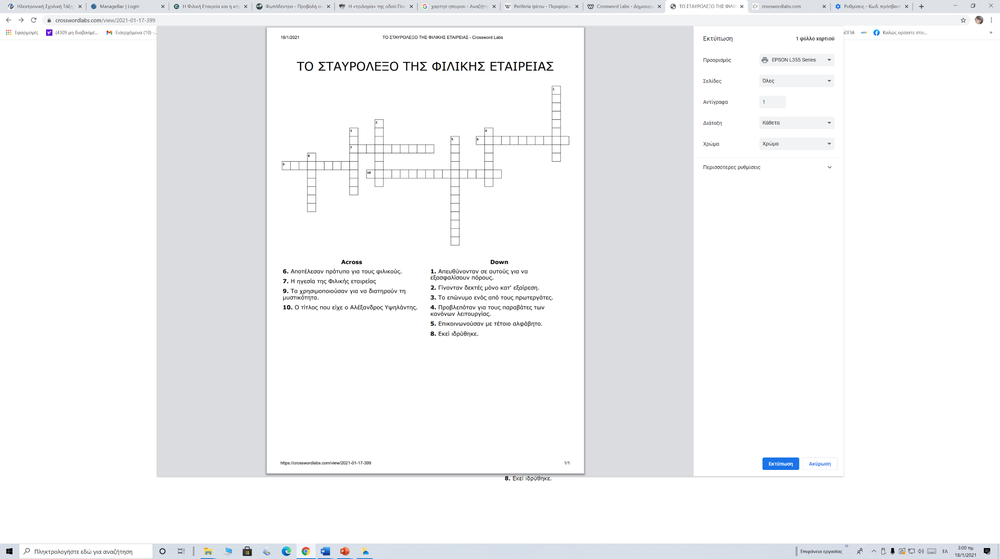 Ηλεκτρονική Σχολική Τάξη
ManageBac | Login
Η Φιλική Εταιρεία και η κήρ
Φωτόδεντρο - Προβολή αν
Η «τριλογία» της οδού Παν
χαρτησ ηπειρου - Αναζήτη
Periferia Ipirou - Περιφέρειο
Crossword Labs - Δημιουργ
ΤΟ ΣΤΑΥΡΟΛΕΞΟ ΤΗΣ ΦΙΛΙΚ
Cr crosswordlabs.com
Ρυθμίσεις - Κωδ. πρόσβαση
crosswordlabs.com/view/2021-01-17-399
Εφαρμογές
(4309 μη διαβασμέ...
Εισερχόμενα (10) -...
ΛΟΓΙΑ
Καλώς ορίσατε στο...
»
18/1/2021
ΤΟ ΣΤΑΥΡΟΛΕΞΟ ΤΗΣ ΦΙΛΙΚΗΣ ΕΤΑΙΡΕΙΑΣ - Crossword Labs
ΤΟ ΣΤΑΥΡΟΛΕΞΟ ΤΗΣ ΦΙΛΙΚΗΣ ΕΤΑΙΡΕΙΑΣ
1
2
3
4
5
6
7
8
9
10
Across
6. Αποτέλεσαν πρότυπο για τους φιλικούς.
7. Η ηγεσία της Φιλικής εταιρείας
9. Τα χρησιμοποιούσαν για να διατηρούν τη
μυστικότητα.
10. Ο τίτλος που είχε ο Αλέξανδρος Υψηλάντης.
Down
1. Απευθύνονταν σε αυτούς για να
εξασφαλίσουν πόρους.
2. Γίνονταν δεκτές μόνο κατ' εξαίρεση.
3. Το επώνυμο ενός από τους πρωτεργάτες.
4. Προβλεπόταν για τους παραβάτες των
κανόνων λειτουργίας.
5. Επικοινωνούσαν με τέτοιο αλφάβητο.
8. Εκεί ιδρύθηκε.
https://crosswordlabs.com/view/2021-01-17-399
1/1
Εκτύπωση
1 φύλλο χαρτιού
Προορισμός
EPSON L355 Series
Σελίδες
Όλες
Αντίγραφα
1
Διάταξη
Κάθετα
Χρώμα
Χρώμα
Περισσότερες ρυθμίσεις
Εκτύπωση
Ακύρωση
8. Εκεί ιδρύθηκε.
Πληκτρολογήστε εδώ για αναζήτηση
Επιφάνεια εργασίας
»
ΕΛ
3:00 πμ
18/1/2021